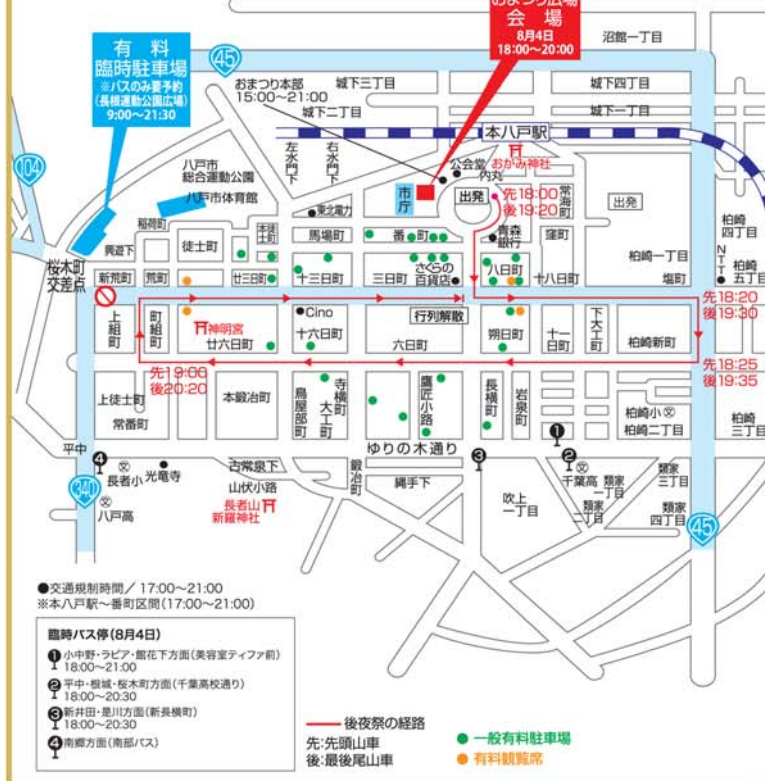 おまつり広場
会場
8月4日
18:00～20:00
有料
臨時駐車場
※バスのみ要予約
(長根運動公園広場)
9:00～21:30
45
沼館一丁目
おまつり本部
15:00～21:00
城下三丁目
城下四丁目
城下二丁目
城下一丁目
本八戸駅
104
左水門下
右水門下
八戸市
総合運動公園
公会堂
おがみ神社
内丸
八戸市体育館
市庁
出発
先18:00
後19:20
常海町
出発
稲荷町
東北電力
柏崎
四丁目
興遊下
徒士町
本徒士町
馬場町
番町
青森銀行
窪町
柏崎一丁目
NTT
桜木町
交差点
新荒町
荒町
廿三日町
十三日町
三日町
さくらの
百貨店
八日町
十八日町
塩町
柏崎
五丁目
先18:20
後19:30
上組町
町組町
神明宮
Cino
行列解散
廿六日町
十六日町
六日町
朔日町
十一日町
下大工町
柏崎新町
先18:25
後19:35
先19:00
後20:20
上徒士町
本鍛冶町
鳥屋部町
寺横町
大工町
鷹匠小路
長横町
岩泉町
柏崎小
柏崎二丁目
柏崎
三丁目
常番町
平中
ゆりの木通り
1
4
長者小
光竜寺
古常泉下
鍛冶町
3
2
千葉高
類家
一丁目
類家
三丁目
340
山伏小路
縄手下
吹上
一丁目
類家
二丁目
類家
四丁目
八戸高
長者山
新羅神社
45
●交通規制時間／17:00～21:00
※本八戸駅～番町区間(17:00～21:00)
臨時バス停(8月4日)
1 小中野・ラピア・館花下方面(美容室ティファ前)
18:00～21:00
2 平中・根城・桜木町方面(千葉高校通り)
18:00～20:30
3 新井田・是川方面(新長横町)
18:00～20:30
4 南郷方面(南部バス)
後夜祭の経路
先:先頭山車
後:最後尾山車
●一般有料駐車場
●有料観覧席